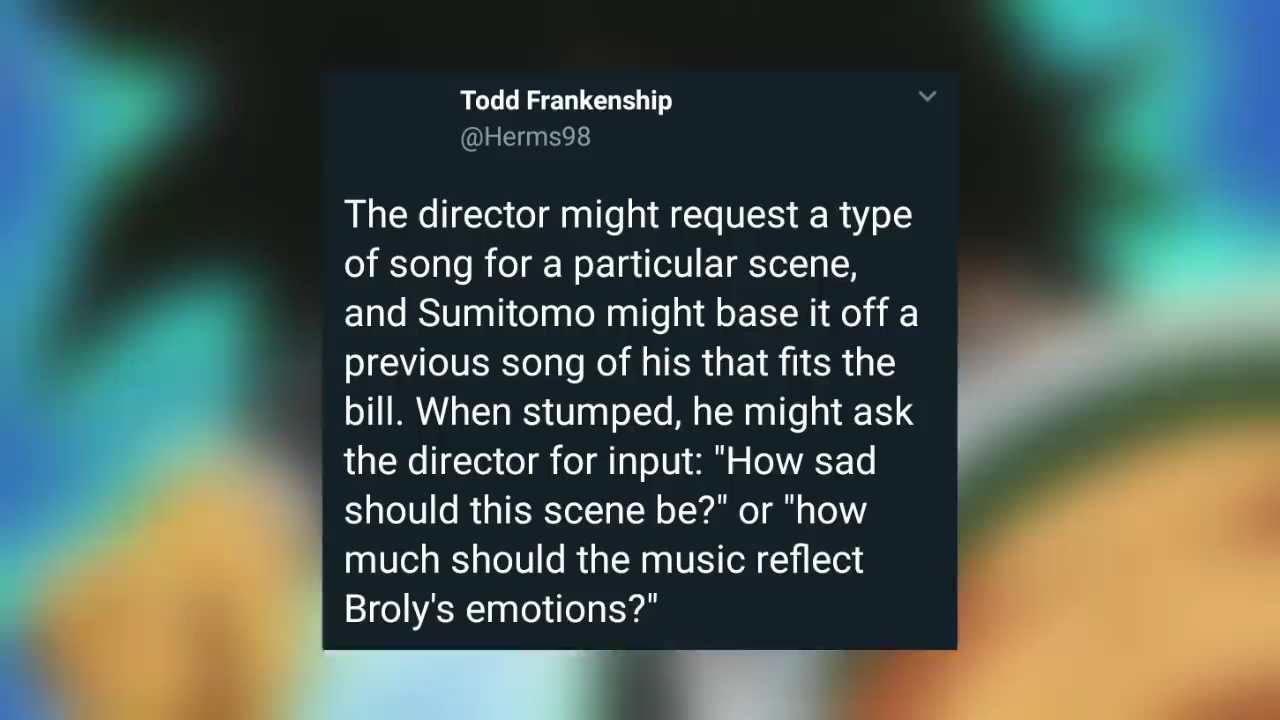 Todd Frankenship
@Herms98
The director might request a type
of song for a particular scene,
and Sumitomo might base it off a
previous song of his that fits the
bill. When stumped, he might ask
the director for input: "How sad
should this scene be?" or "how
much should the music reflect
Broly's emotions?"